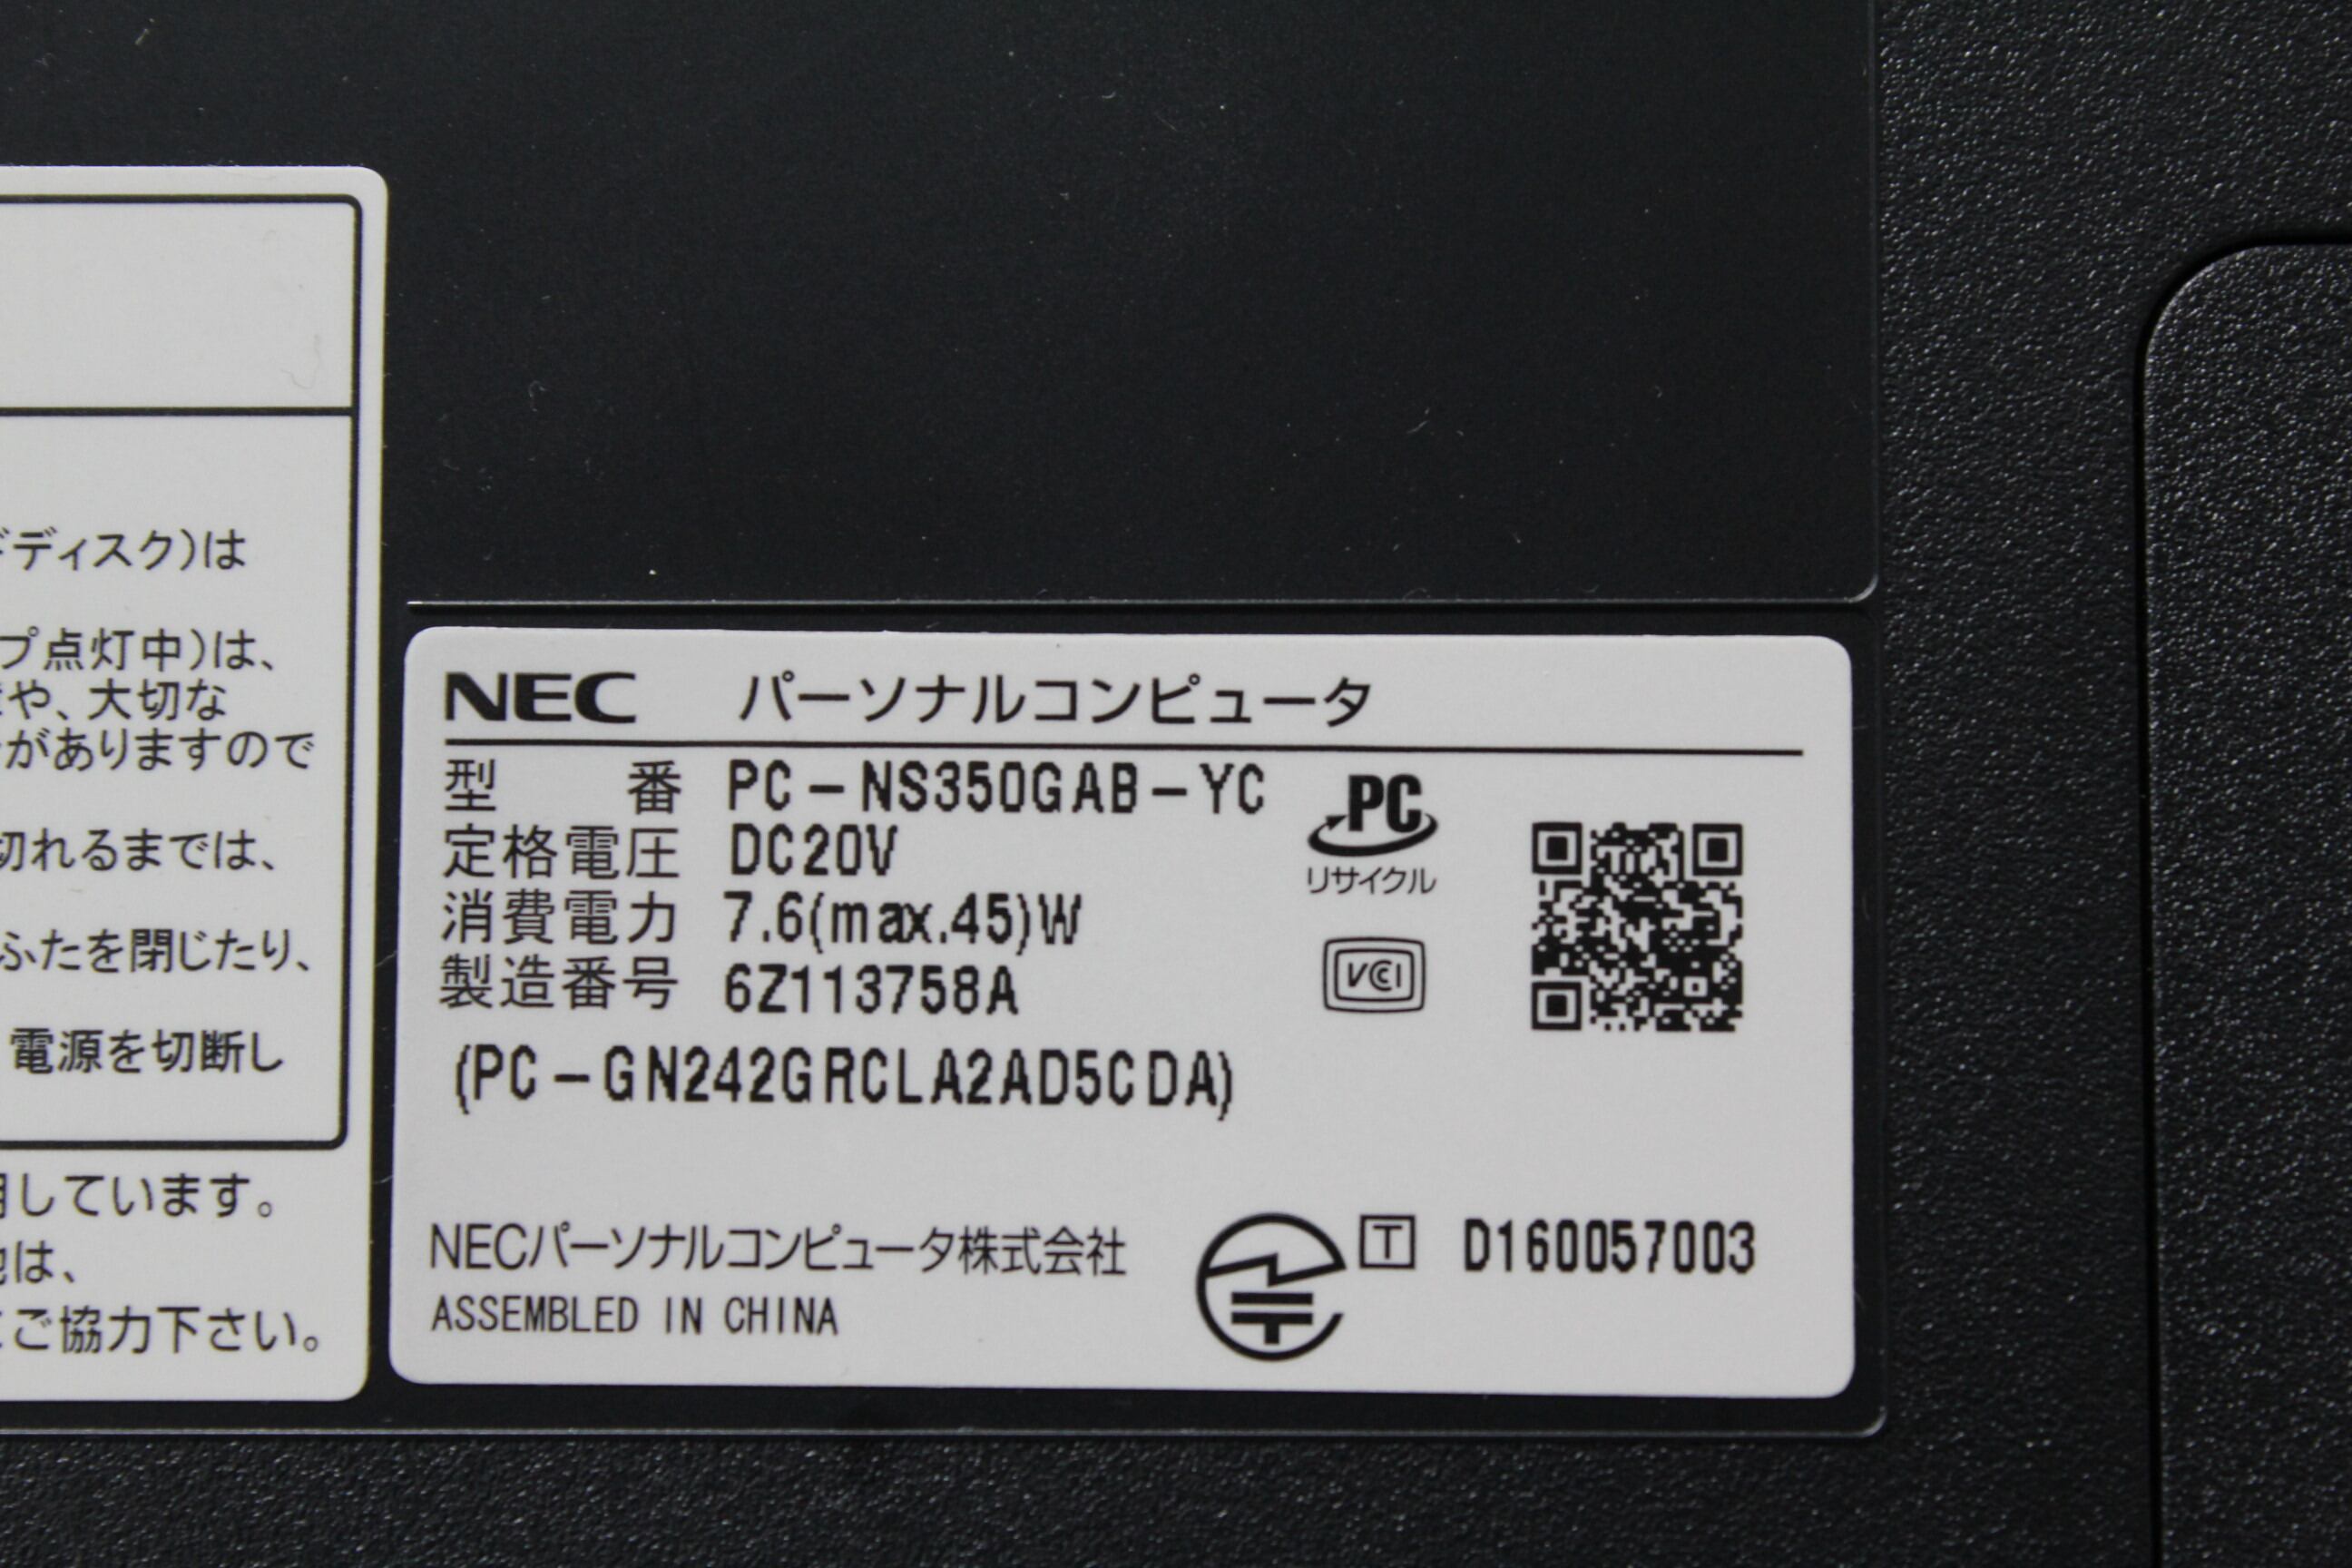 ディスク)は
プ点灯中)は、
や、大切な
がありますので
切れるまでは、
ふたを閉じたり、
電源を切断し
しています。
は、
ご協力下さい。
NEC パーソナルコンピュータ
型 番 PC-NS350GAB-YC
定格電圧 DC20V
消費電力 7.6(max.45)W
製造番号 6Z113758A
(PC-GN242GRCLA2AD5CDA)
PC
リサイクル
VCCI
NECパーソナルコンピュータ株式会社
ASSEMBLED IN CHINA
T D160057003